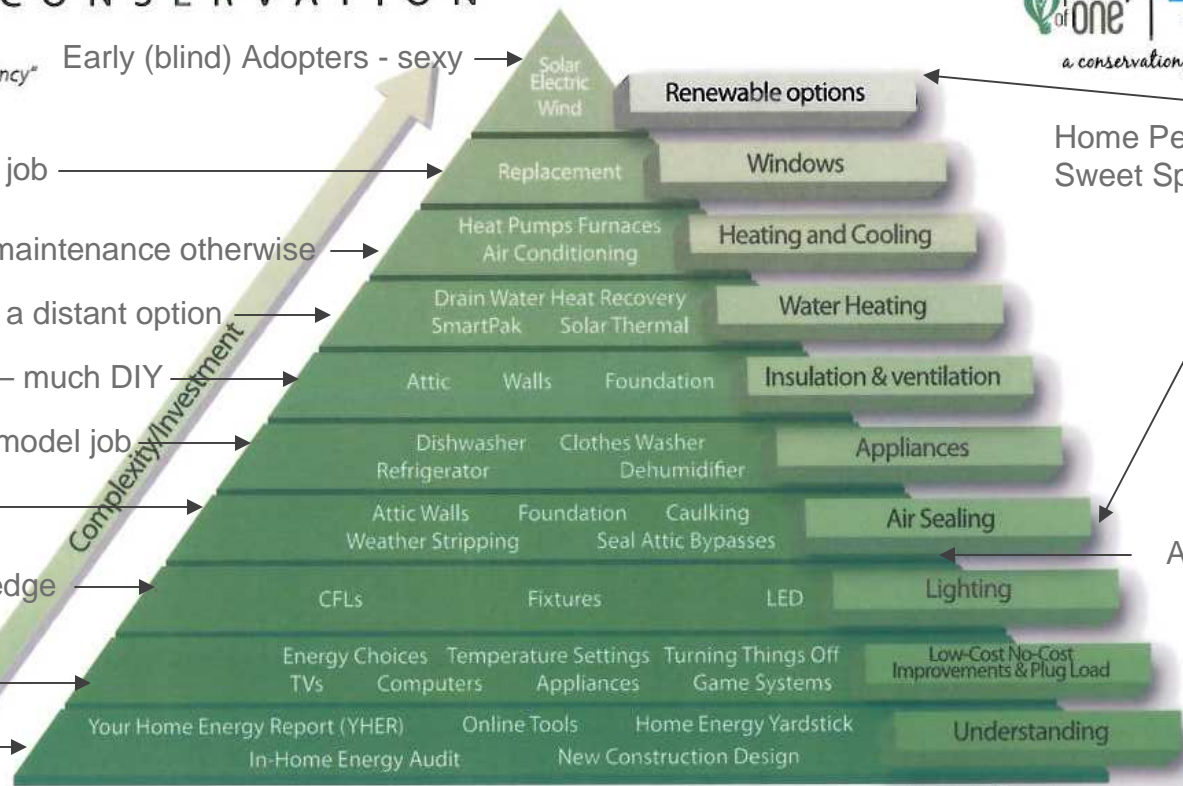 CONSERVATION
of one
a conservation
ncy"
Early (blind) Adopters - sexy
Solar
Electric
Wind
Renewable options
Home Pe
Sweet Sp
job
Replacement
Windows
maintenance otherwise
Heat Pumps Furnaces
Air Conditioning
Heating and Cooling
a distant option
Drain Water Heat Recovery
SmartPak Solar Thermal
Water Heating
– much DIY
Attic Walls Foundation
Insulation & ventilation
model job
Dishwasher Clothes Washer
Refrigerator Dehumidifier
Appliances
Complexity/Investment
Attic Walls Foundation Caulking
Weather Stripping Seal Attic Bypasses
Air Sealing
A
edge
CFLs Fixtures LED
Lighting
Energy Choices Temperature Settings Turning Things Off
TVs Computers Appliances Game Systems
Low-Cost No-Cost
Improvements & Plug Load
Your Home Energy Report (YHER) Online Tools Home Energy Yardstick
In-Home Energy Audit New Construction Design
Understanding